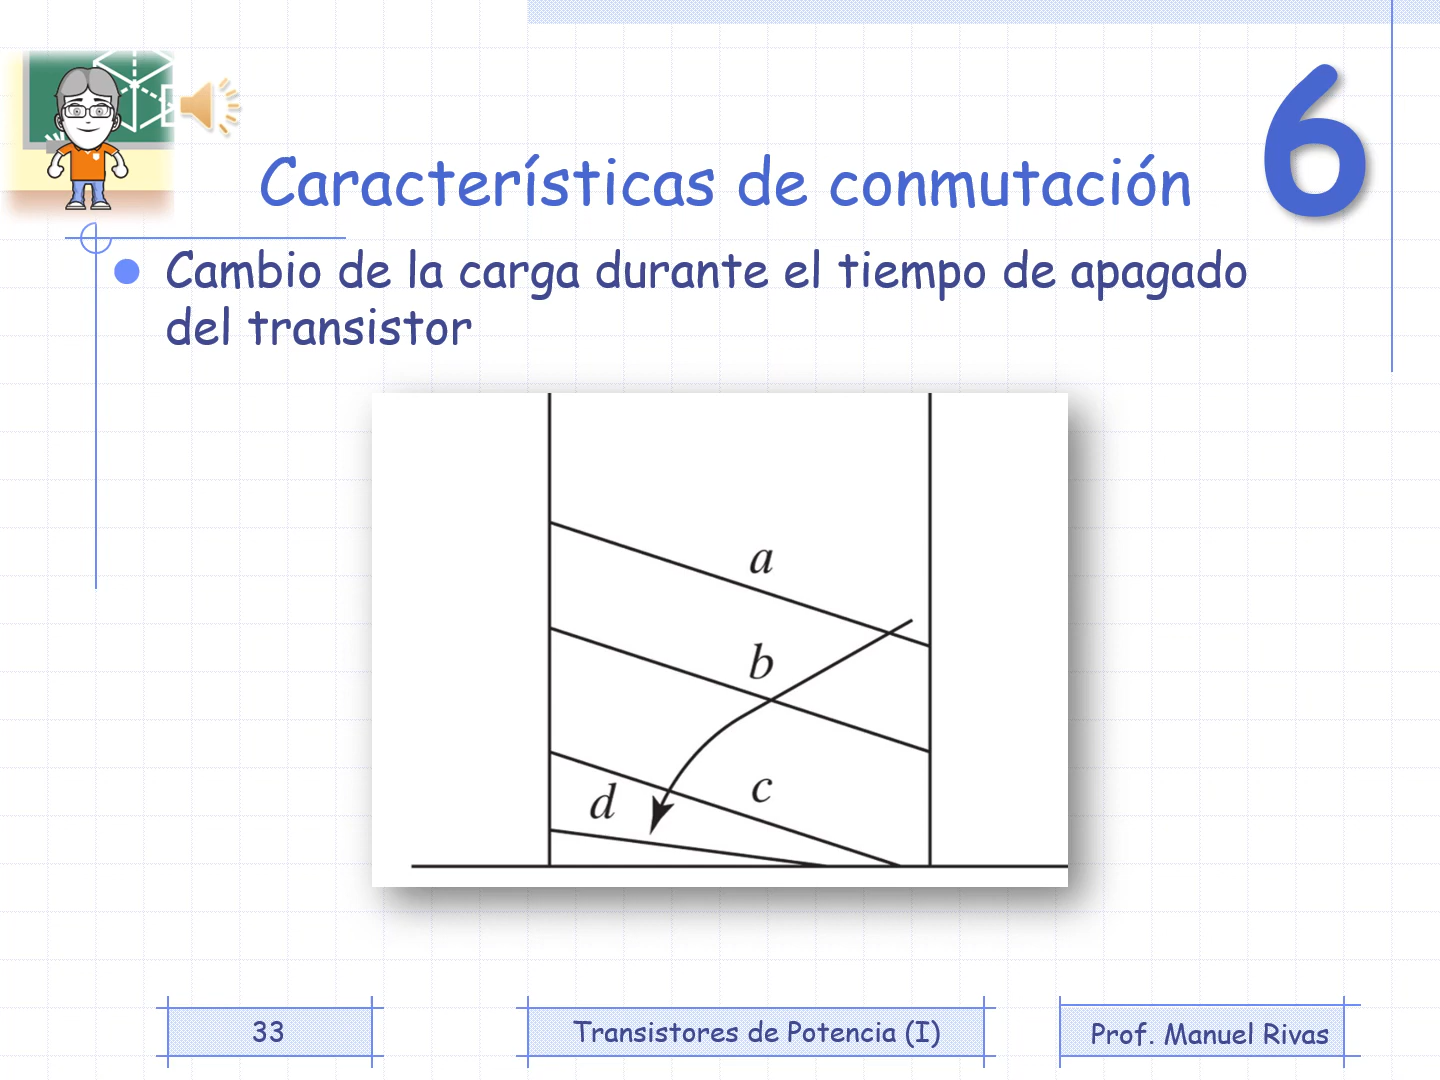 6
Características de conmutación
Cambio de la carga durante el tiempo de apagado
del transistor
a
b
c
d
33
Transistores de Potencia (I)
Prof. Manuel Rivas